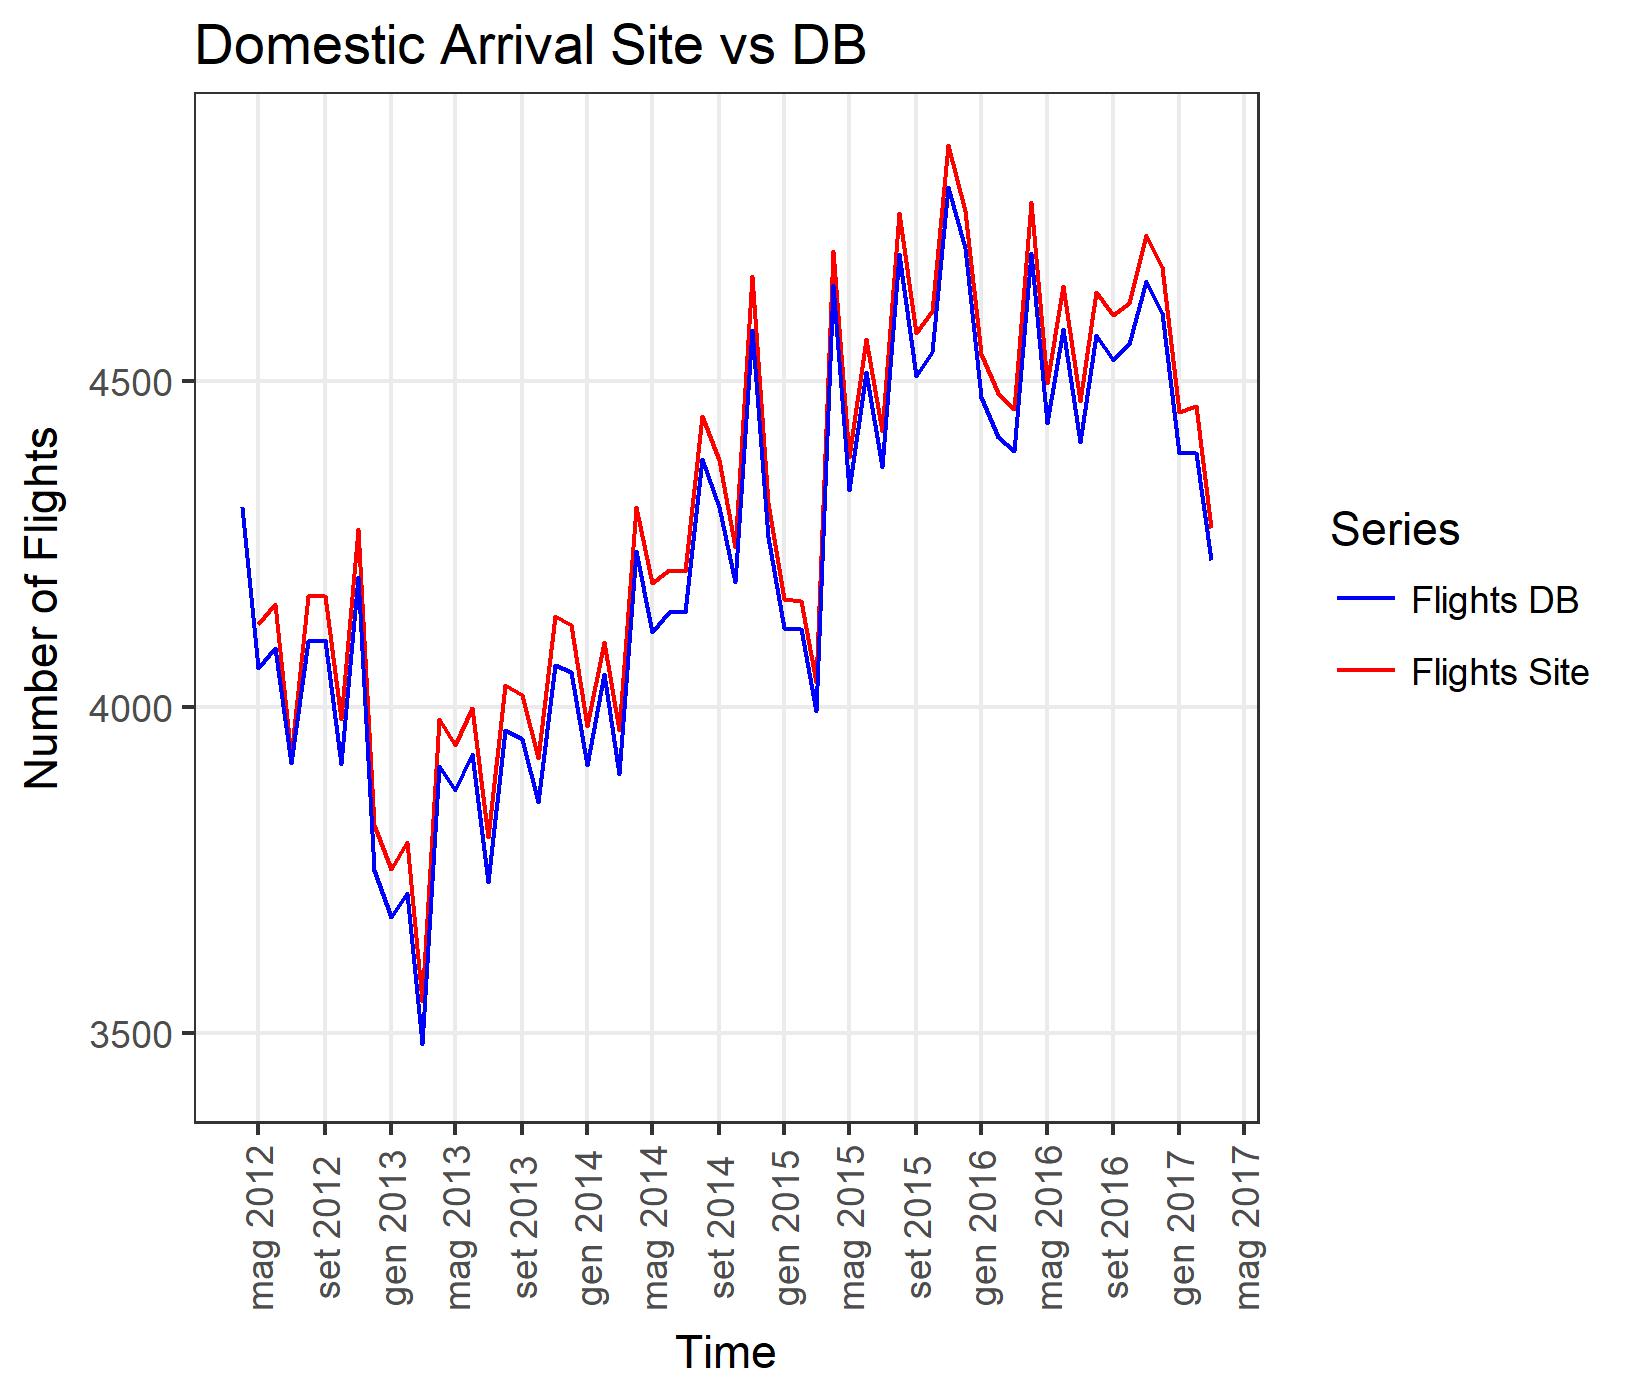 Domestic Arrival Site vs DB
Number of Flights
4500
4000
3500
mag 2012
set 2012
gen 2013
mag 2013
set 2013
gen 2014
mag 2014
set 2014
gen 2015
mag 2015
set 2015
gen 2016
mag 2016
set 2016
gen 2017
mag 2017
Time
Series
Flights DB
Flights Site